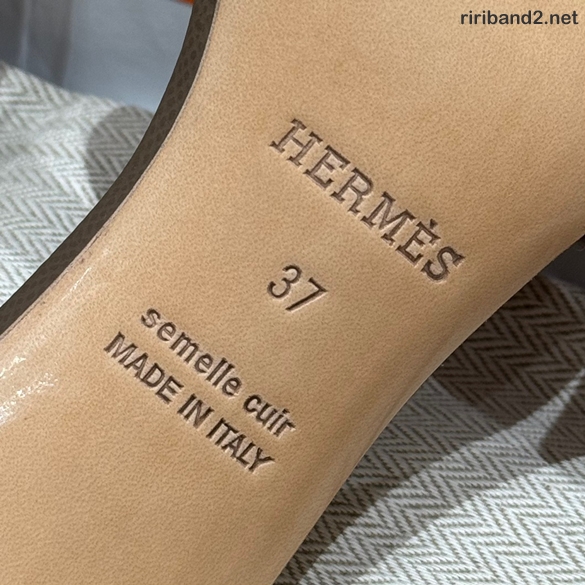 ririband2.net
HERMÈS
37
semelle cuir
MADE IN ITALY